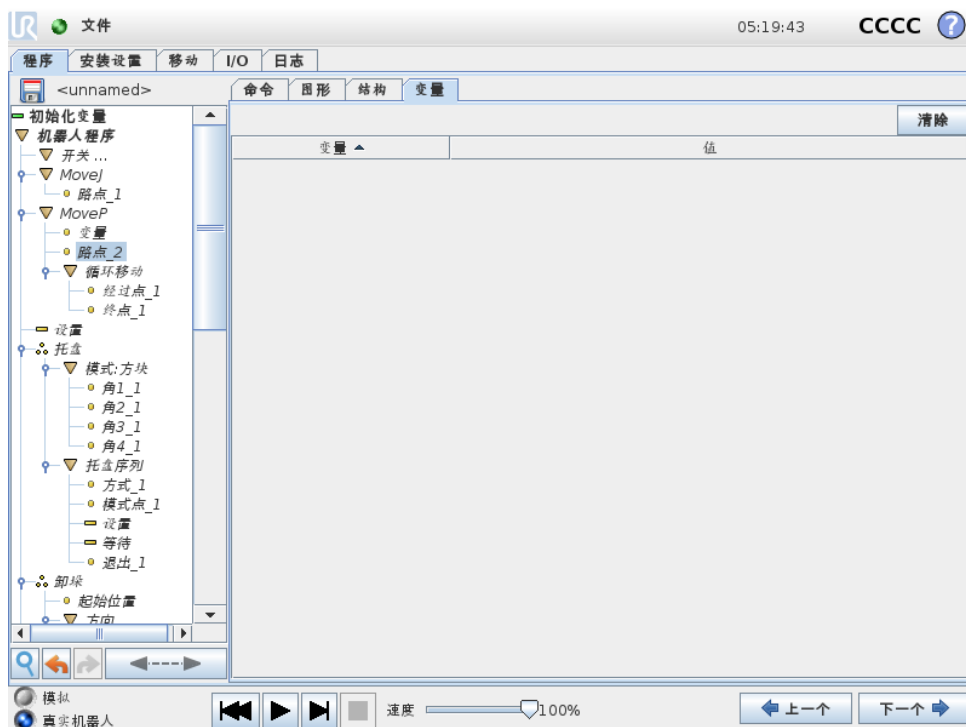 UR 文件 05:19:43 CCCC ?
程序 安装设置 移动 I/O 日志
<unnamed> 命令 图形 结构 变量
清除
变量 值
初始化变量
机器人程序
开关 ...
MoveJ
路点_1
MoveP
变量
路点_2
循环移动
经过点_1
终点_1
设置
托盘
模式:方块
角1_1
角2_1
角3_1
角4_1
托盘序列
方式_1
模式点_1
设置
等待
退出_1
卸垛
起始位置
方向
模拟
真实机器人
速度 100% 上一个 下一个